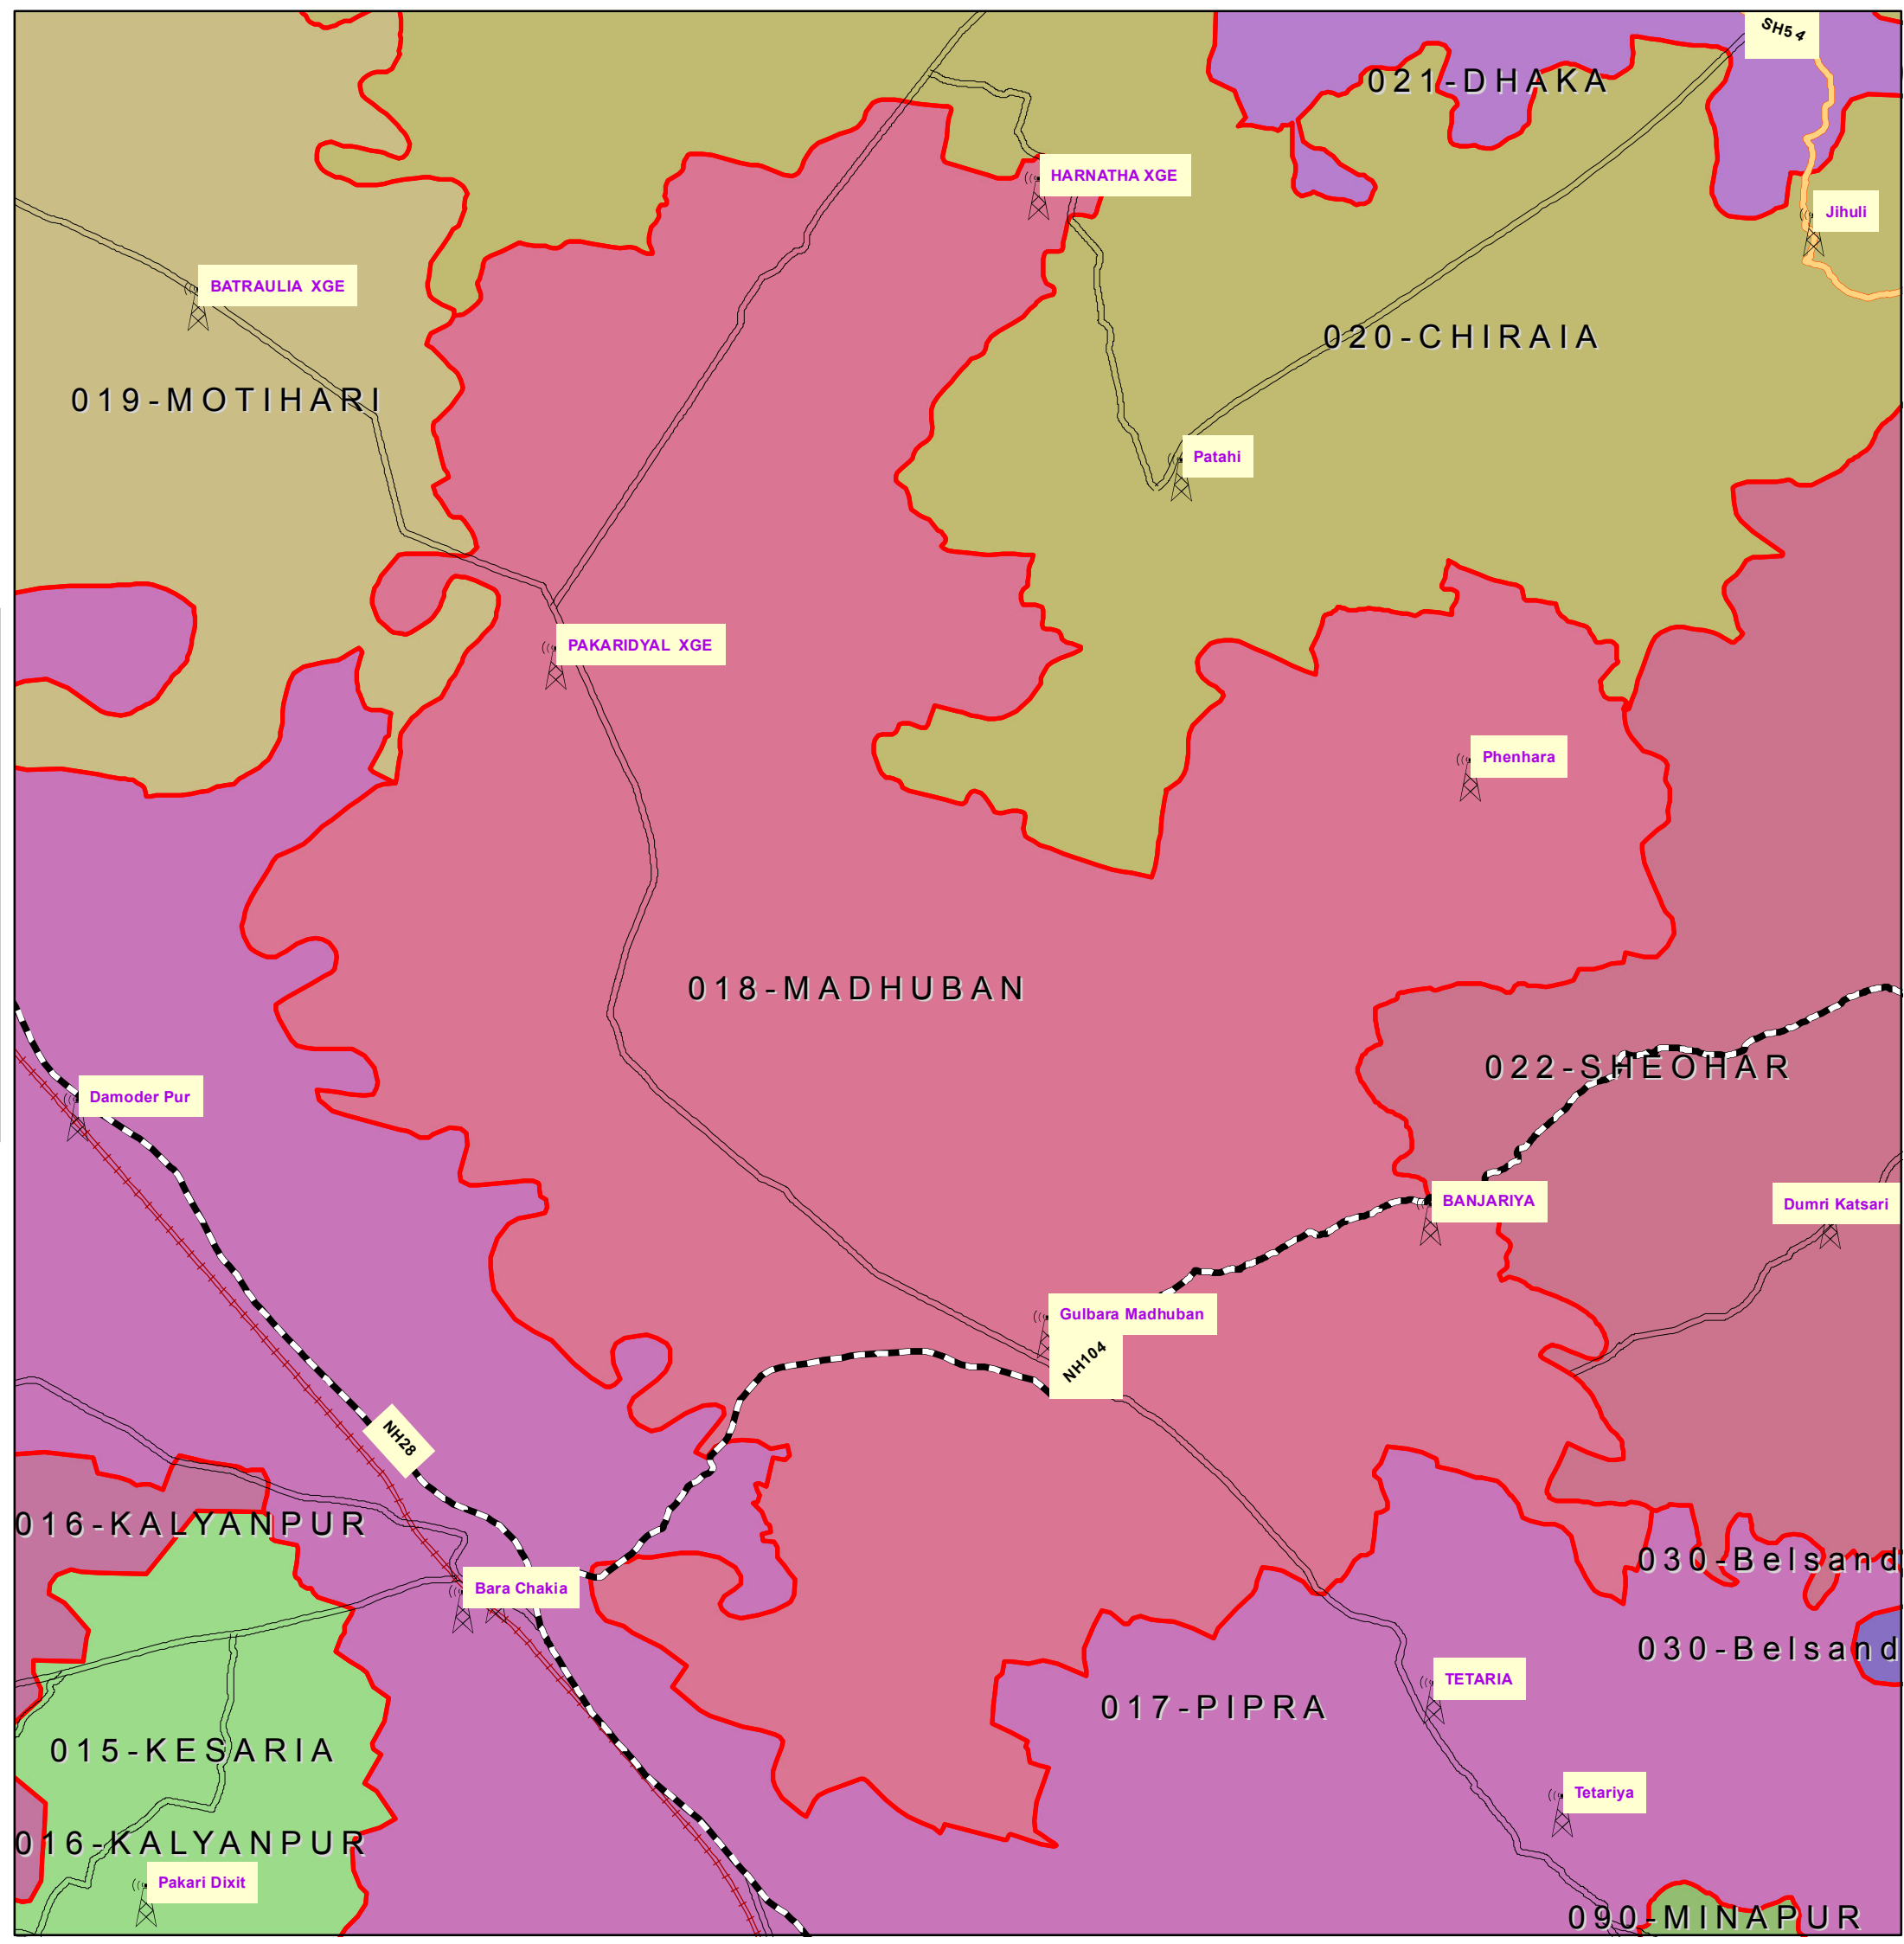 SH54
021-DHAKA
HARNATHA XGE
Jihuli
BATRAULIA XGE
020-CHIRAIA
019-MOTIHARI
Patahi
PAKARIDYAL XGE
Phenhara
018-MADHUBAN
022-SHEOHAR
Damoder Pur
BANJARIYA
Dumri Katsari
Gulbara Madhuban
NH104
NH28
016-KALYANPUR
030-Belsand
Bara Chakia
030-Belsand
TETARIA
017-PIPRA
015-KESARIA
Tetariya
016-KALYANPUR
Pakari Dixit
090-MINAPUR